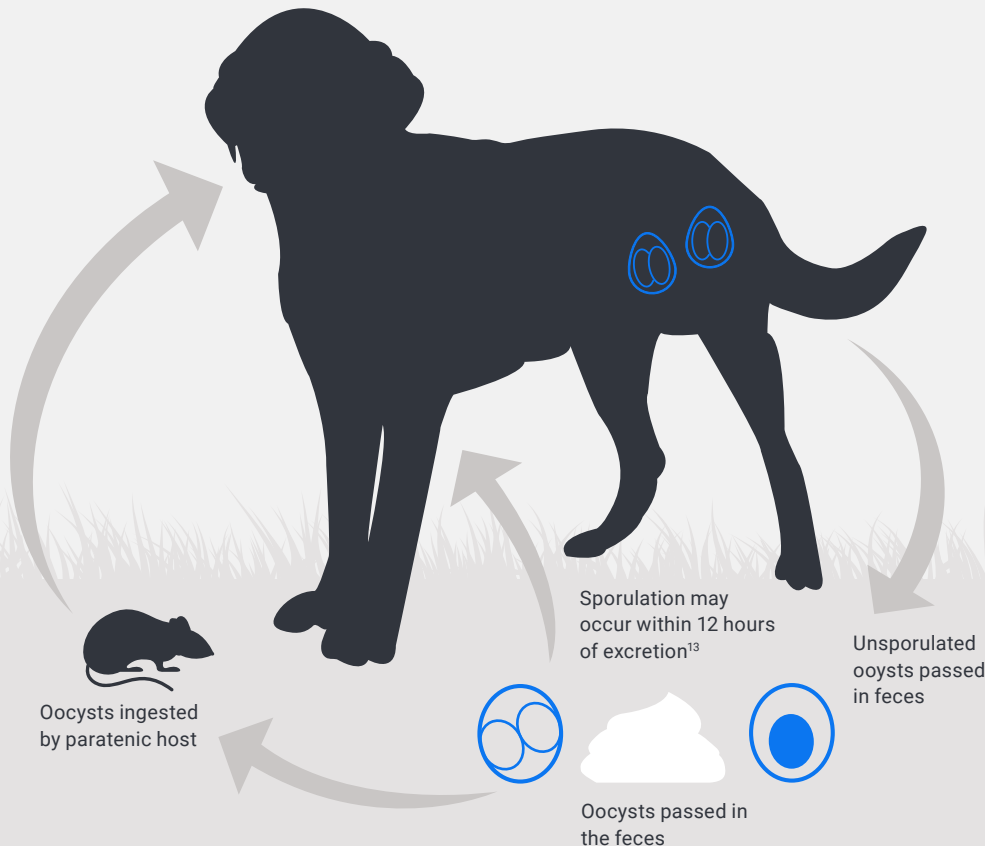 Sporulation may
occur within 12 hours
of excretion¹³
Unsporulated
ooysts passed
in feces
Oocysts ingested
by paratenic host
Oocysts passed in
the feces